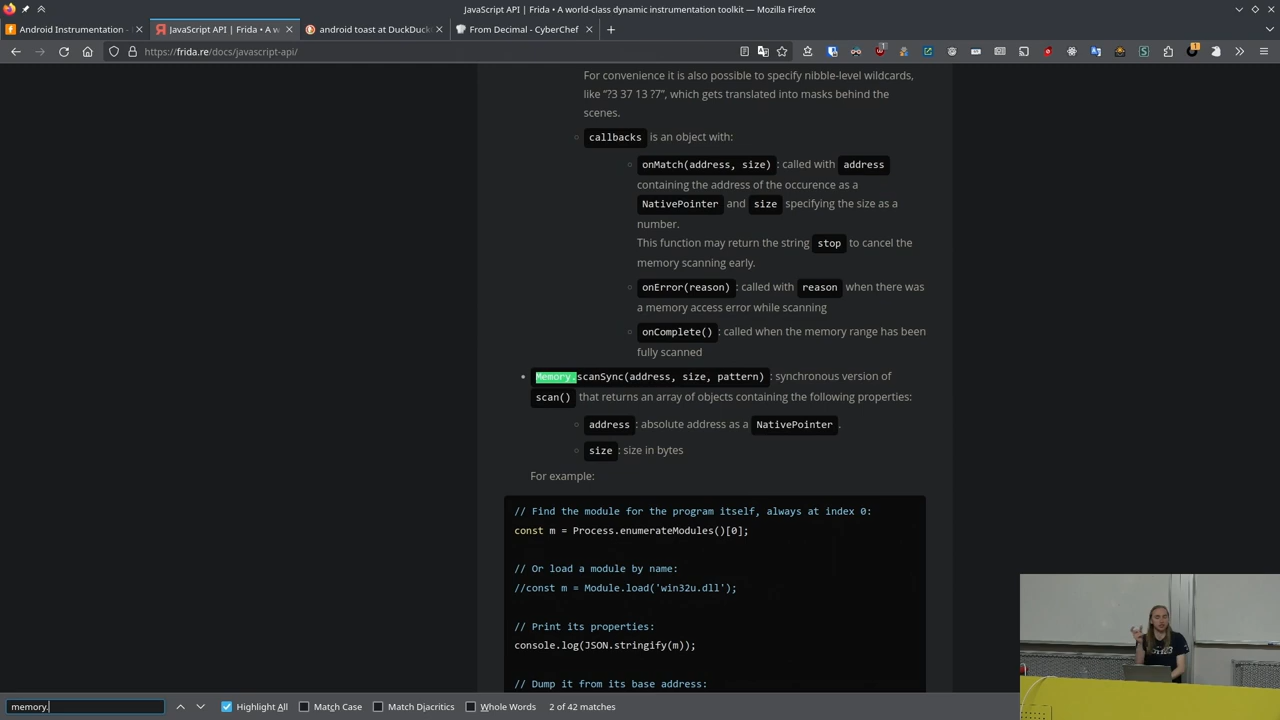 JavaScript API | Frida • A world-class dynamic instrumentation toolkit — Mozilla Firefox
Android Instrumentation -
JavaScript API | Frida • A w
android toast at DuckDuck
From Decimal - CyberChef
https://frida.re/docs/javascript-api/
1
1
For convenience it is also possible to specify nibble-level wildcards,
like “?3 37 13 ?7”, which gets translated into masks behind the
scenes.
callbacks is an object with:
onMatch(address, size) : called with address
containing the address of the occurence as a
NativePointer and size specifying the size as a
number.
This function may return the string stop to cancel the
memory scanning early.
onError(reason) : called with reason when there was
a memory access error while scanning
onComplete() : called when the memory range has been
fully scanned
Memory.scanSync(address, size, pattern) : synchronous version of
scan() that returns an array of objects containing the following properties:
address : absolute address as a NativePointer .
size : size in bytes
For example:
// Find the module for the program itself, always at index 0:
const m = Process.enumerateModules()[0];
// Or load a module by name:
//const m = Module.load('win32u.dll');
// Print its properties:
console.log(JSON.stringify(m));
// Dump it from its base address:
memory.
Highlight All
Match Case
Match Diacritics
Whole Words
2 of 42 matches